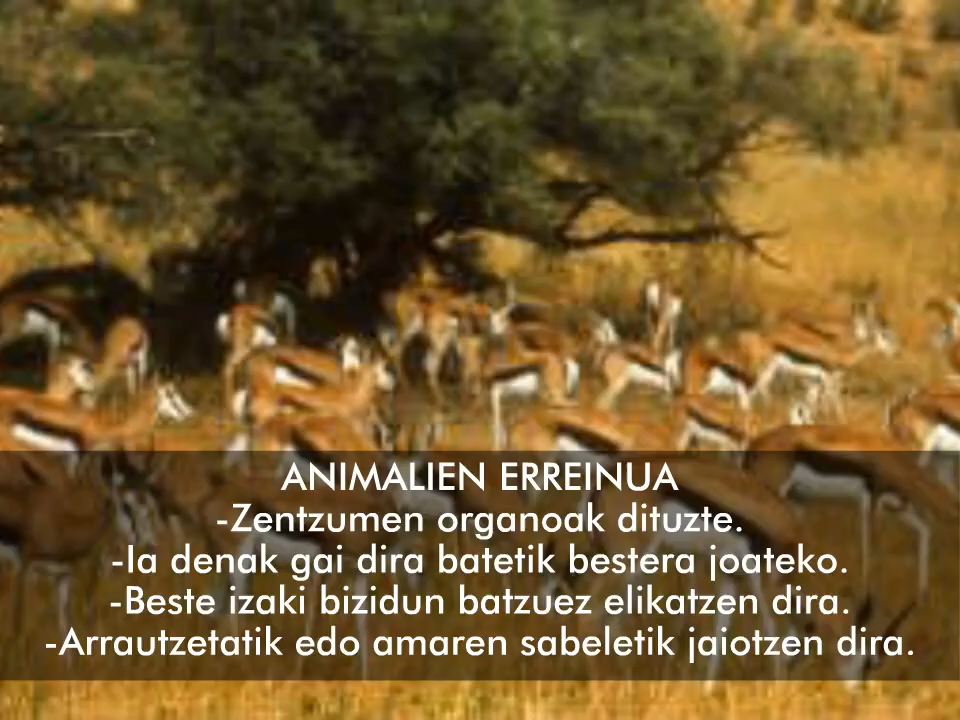 ANIMALIEN ERREINUA
-Zentzumen organoak dituzte.
-Ia denak gai dira batetik bestera joateko.
-Beste izaki bizidun batzuez elikatzen dira.
-Arrautzetatik edo amaren sabeletik jaiotzen dira.